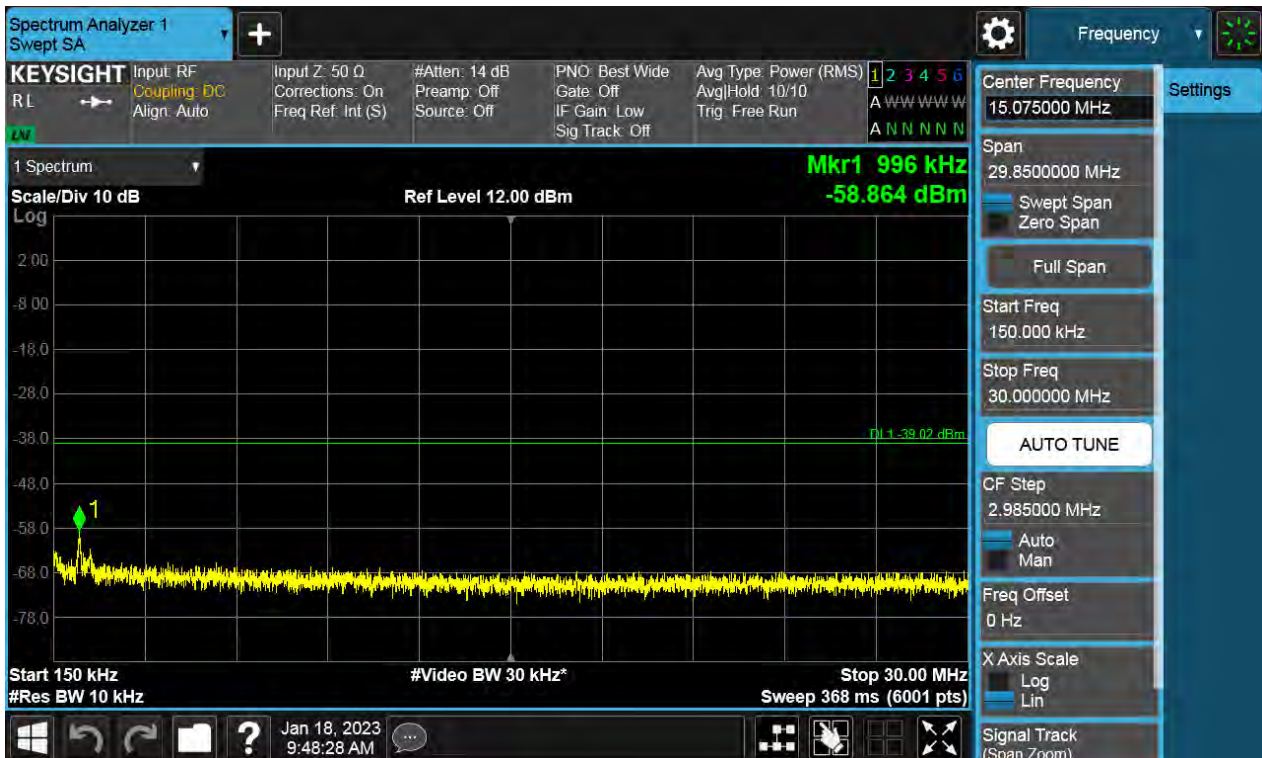 Spectrum Analyzer 1
Swept SA
+
Frequency
KEYSIGHT
RL
LXI
Input: RF
Coupling: DC
Align: Auto
Input Z: 50 Ω
Corrections: On
Freq Ref: Int (S)
#Atten: 14 dB
Preamp: Off
Source: Off
PNO: Best Wide
Gate: Off
IF Gain: Low
Sig Track: Off
Avg Type: Power (RMS)
Avg|Hold: 10/10
Trig: Free Run
1 2 3 4 5 6
A W W W W W
A N N N N N
1 Spectrum
Mkr1 996 kHz
Scale/Div 10 dB
Ref Level 12.00 dBm
-58.864 dBm
Log
2.00
-8.00
-18.0
-28.0
-38.0
-48.0
-58.0
-68.0
-78.0
DL1 -39.02 dBm
1
Start 150 kHz
#Video BW 30 kHz*
Stop 30.00 MHz
#Res BW 10 kHz
Sweep 368 ms (6001 pts)
Center Frequency
15.075000 MHz
Settings
Span
29.8500000 MHz
Swept Span
Zero Span
Full Span
Start Freq
150.000 kHz
Stop Freq
30.000000 MHz
AUTO TUNE
CF Step
2.985000 MHz
Auto
Man
Freq Offset
0 Hz
X Axis Scale
Log
Lin
Signal Track
(Span Zoom)
?
Jan 18, 2023
9:48:28 AM